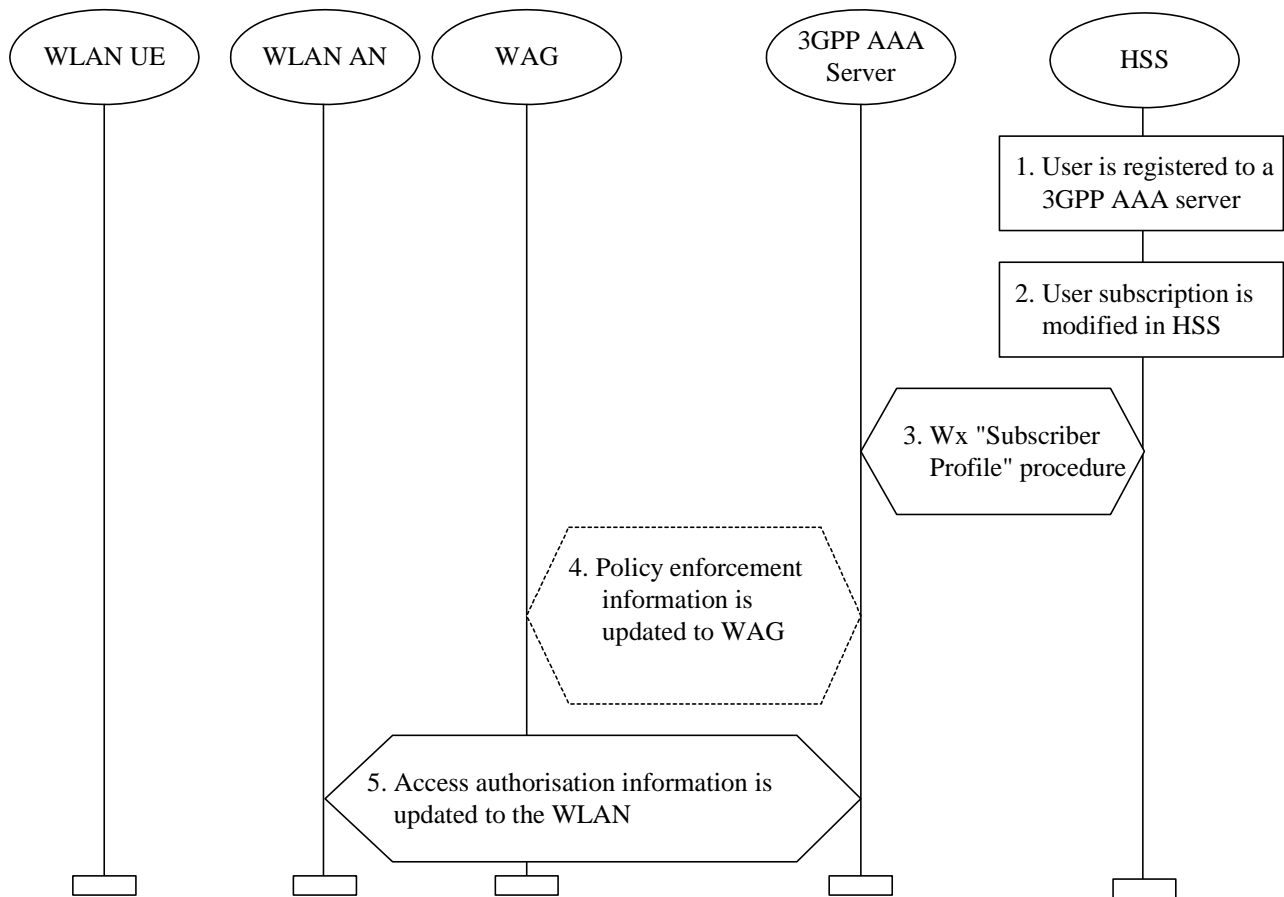 WLAN UE
WLAN AN
WAG
3GPP AAA
Server
HSS
1. User is registered to a
3GPP AAA server
2. User subscription is
modified in HSS
3. Wx "Subscriber
Profile" procedure
4. Policy enforcement
information is
updated to WAG
5. Access authorisation information is
updated to the WLAN